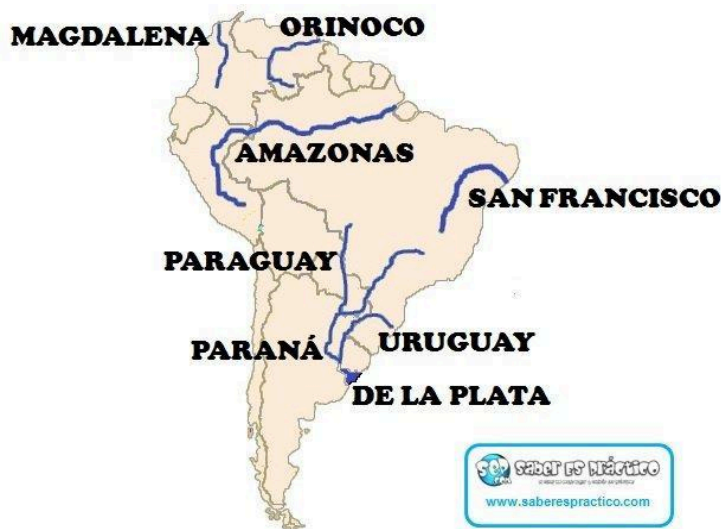 MAGDALENA
ORINOCO
AMAZONAS
SAN FRANCISCO
PARAGUAY
PARANÁ
URUGUAY
DE LA PLATA
saber es práctico
www.saberespractico.com